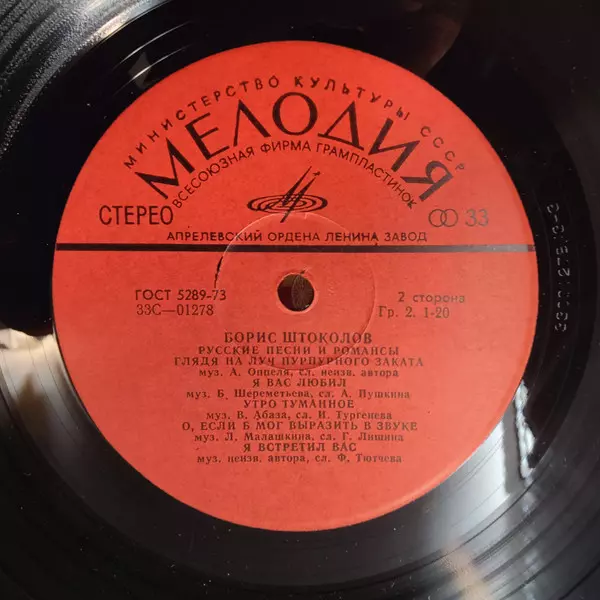 МИНИСТЕРСТВО КУЛЬТУРЫ СССР
МЕЛОДИЯ
ВСЕСОЮЗНАЯ ФИРМА ГРАМПЛАСТИНОК
СТЕРЕО
33
АПРЕЛЕВСКИЙ ОРДЕНА ЛЕНИНА ЗАВОД
ГОСТ 5289-73
33С—01278
2 сторона
Гр. 2. 1-20
БОРИС ШТОКОЛОВ
РУССКИЕ ПЕСНИ И РОМАНСЫ
ГЛЯДЯ НА ЛУЧ ПУРПУРНОГО ЗАКАТА
муз. А. Оппеля, сл. неизв. автора
Я ВАС ЛЮБИЛ
муз. Б. Шереметьева, сл. А. Пушкина
УТРО ТУМАННОЕ
муз. В. Абаза, сл. И. Тургенева
О, ЕСЛИ Б МОГ ВЫРАЗИТЬ В ЗВУКЕ
муз. Л. Малашкина, сл. Г. Лишина
Я ВСТРЕТИЛ ВАС
муз. неизв. автора, сл. Ф. Тютчева